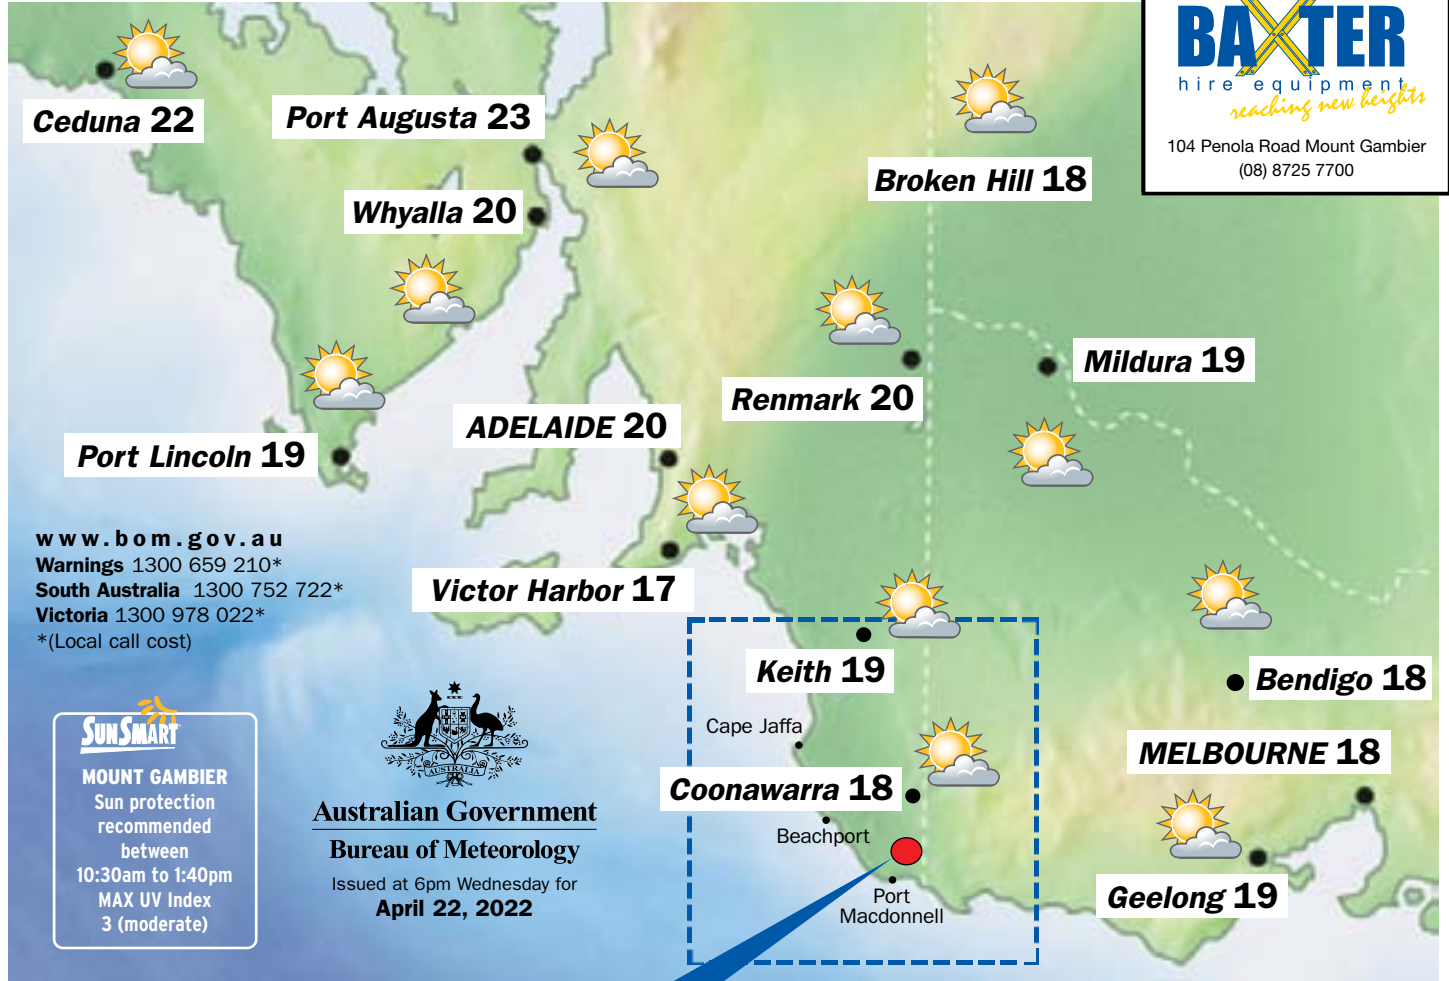 BAXTER
hire equipment
reaching new heights
104 Penola Road Mount Gambier
(08) 8725 7700
Ceduna 22
Port Augusta 23
Whyalla 20
Broken Hill 18
Renmark 20
Mildura 19
ADELAIDE 20
Port Lincoln 19
Victor Harbor 17
www.bom.gov.au
Warnings 1300 659 210*
South Australia 1300 752 722*
Victoria 1300 978 022*
*(Local call cost)
Keith 19
Cape Jaffa
Coonawarra 18
Beachport
Port
Macdonnell
Bendigo 18
MELBOURNE 18
Geelong 19
SUNSMART
MOUNT GAMBIER
Sun protection
recommended
between
10:30am to 1:40pm
MAX UV Index
3 (moderate)
AUSTRALIA
Australian Government
Bureau of Meteorology
Issued at 6pm Wednesday for
April 22, 2022